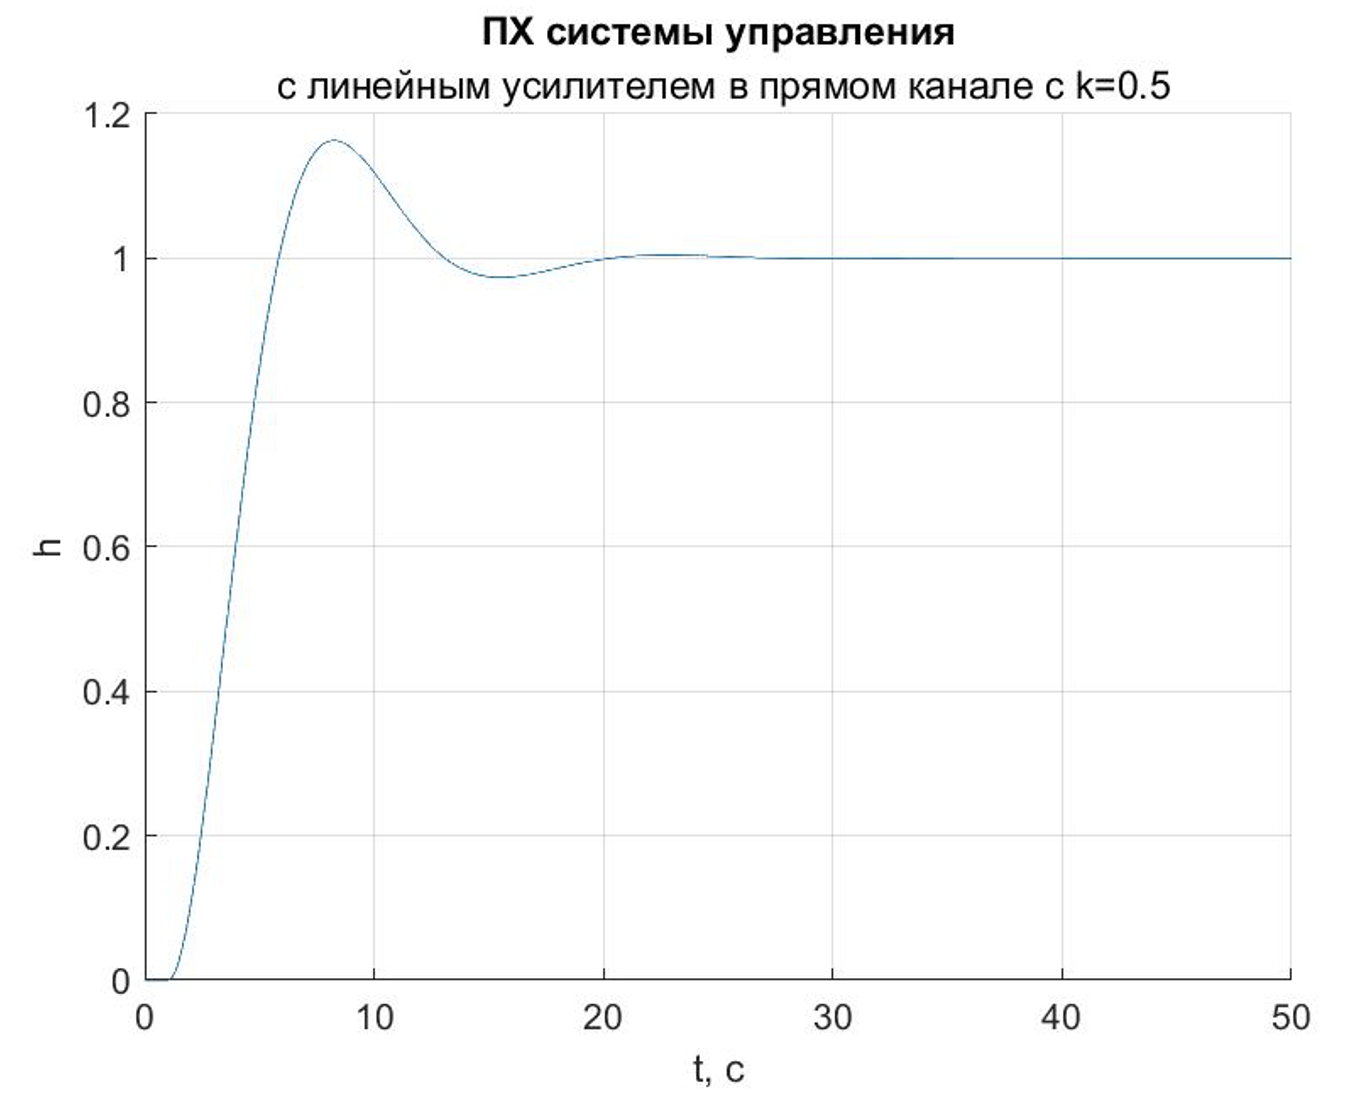 ПХ системы управления
с линейным усилителем в прямом канале с k=0.5
1.2
1
0.8
0.6
0.4
0.2
0
h
0 10 20 30 40 50
t, с